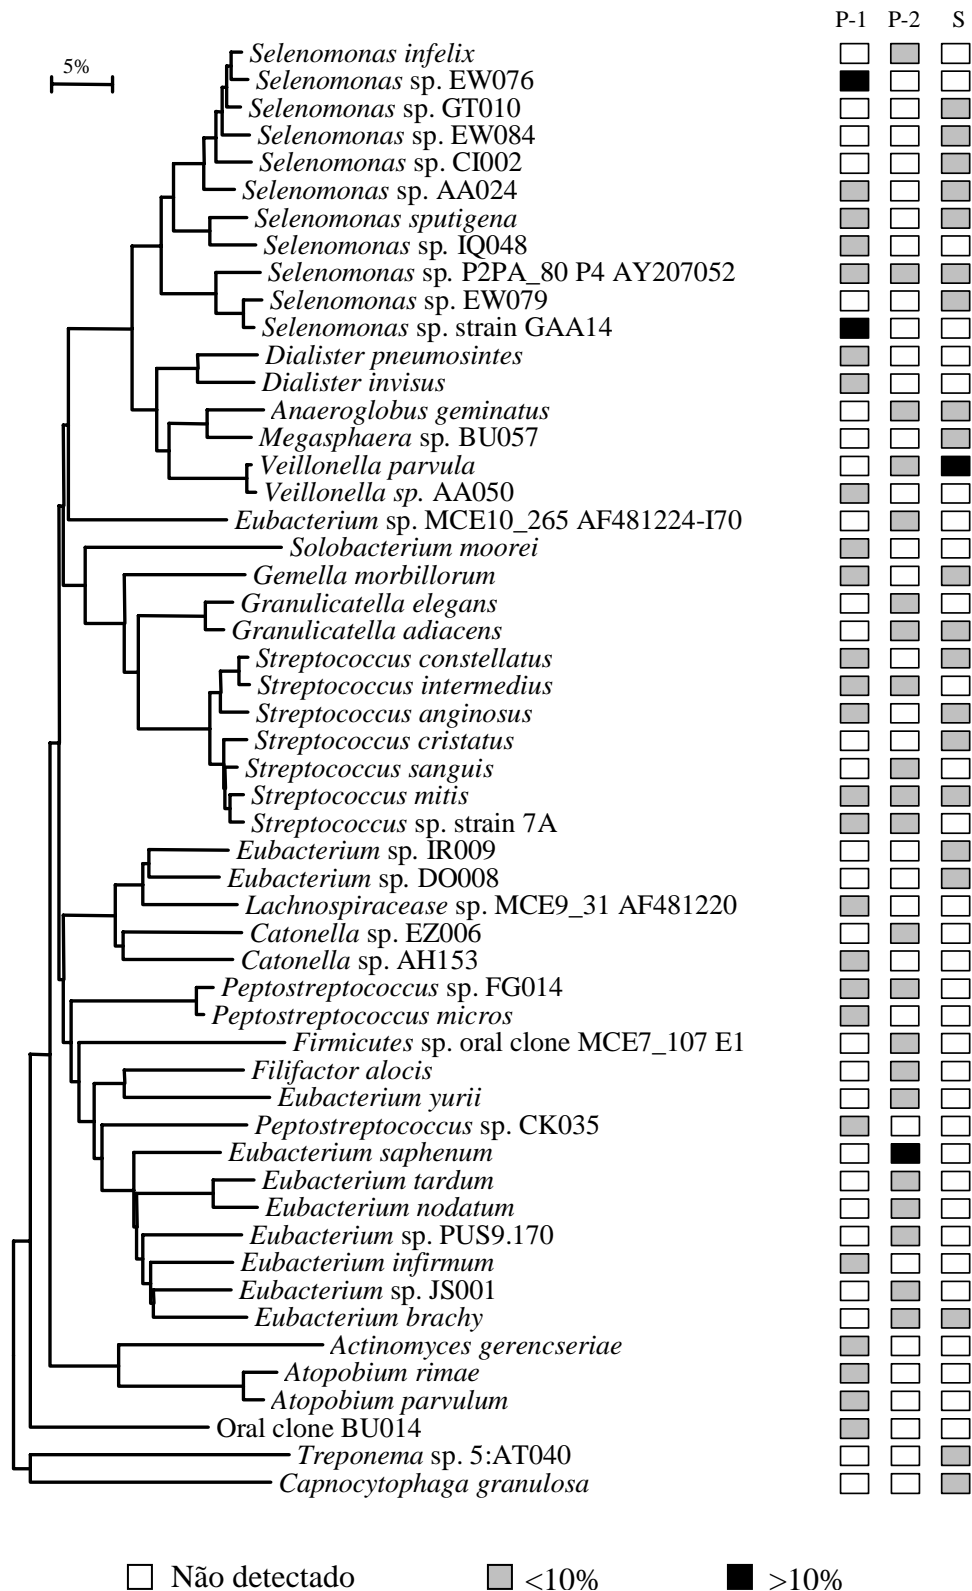 P-1 P-2 S
5%
Selenomonas infelix
Selenomonas sp. EW076
Selenomonas sp. GT010
Selenomonas sp. EW084
Selenomonas sp. CI002
Selenomonas sp. AA024
Selenomonas sputigena
Selenomonas sp. IQ048
Selenomonas sp. P2PA_80 P4 AY207052
Selenomonas sp. EW079
Selenomonas sp. strain GAA14
Dialister pneumosintes
Dialister invisus
Anaeroglobus geminatus
Megasphaera sp. BU057
Veillonella parvula
Veillonella sp. AA050
Eubacterium sp. MCE10_265 AF481224-I70
Solobacterium moorei
Gemella morbillorum
Granulicatella elegans
Granulicatella adiacens
Streptococcus constellatus
Streptococcus intermedius
Streptococcus anginosus
Streptococcus cristatus
Streptococcus sanguis
Streptococcus mitis
Streptococcus sp. strain 7A
Eubacterium sp. IR009
Eubacterium sp. DO008
Lachnospiracease sp. MCE9_31 AF481220
Catonella sp. EZ006
Catonella sp. AH153
Peptostreptococcus sp. FG014
Peptostreptococcus micros
Firmicutes sp. oral clone MCE7_107 E1
Filifactor alocis
Eubacterium yurii
Peptostreptococcus sp. CK035
Eubacterium saphenum
Eubacterium tardum
Eubacterium nodatum
Eubacterium sp. PUS9.170
Eubacterium infirmum
Eubacterium sp. JS001
Eubacterium brachy
Actinomyces gerencseriae
Atopobium rimae
Atopobium parvulum
Oral clone BU014
Treponema sp. 5:AT040
Capnocytophaga granulosa
Não detectado <10% >10%